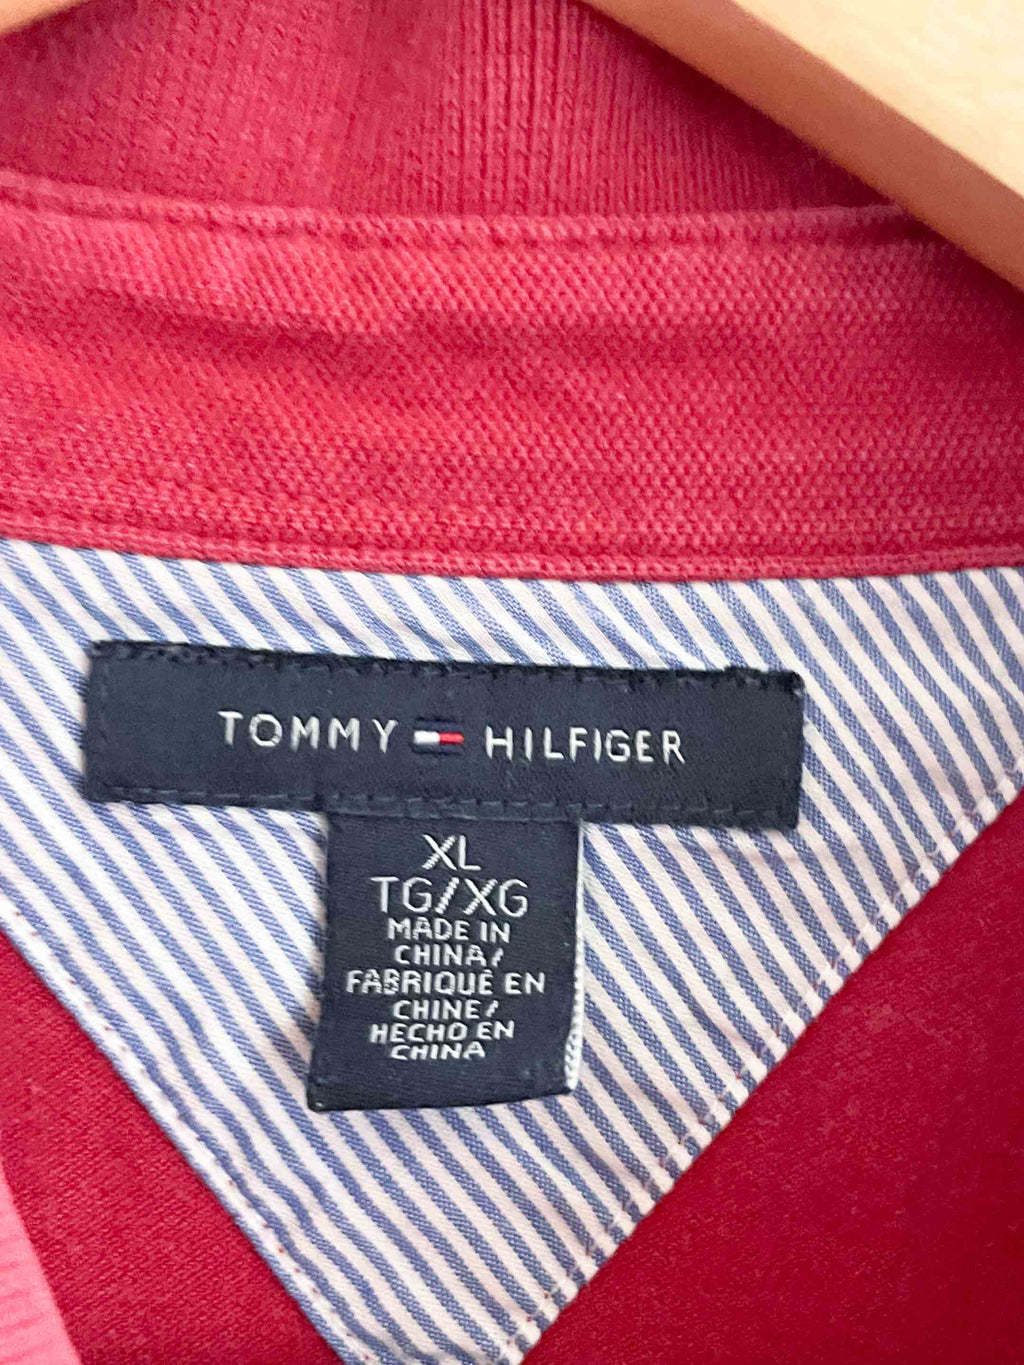 TOMMY HILFIGER
XL
TG/XG
MADE IN
CHINA/
FABRIQUÉ EN
CHINE/
HECHO EN
CHINA